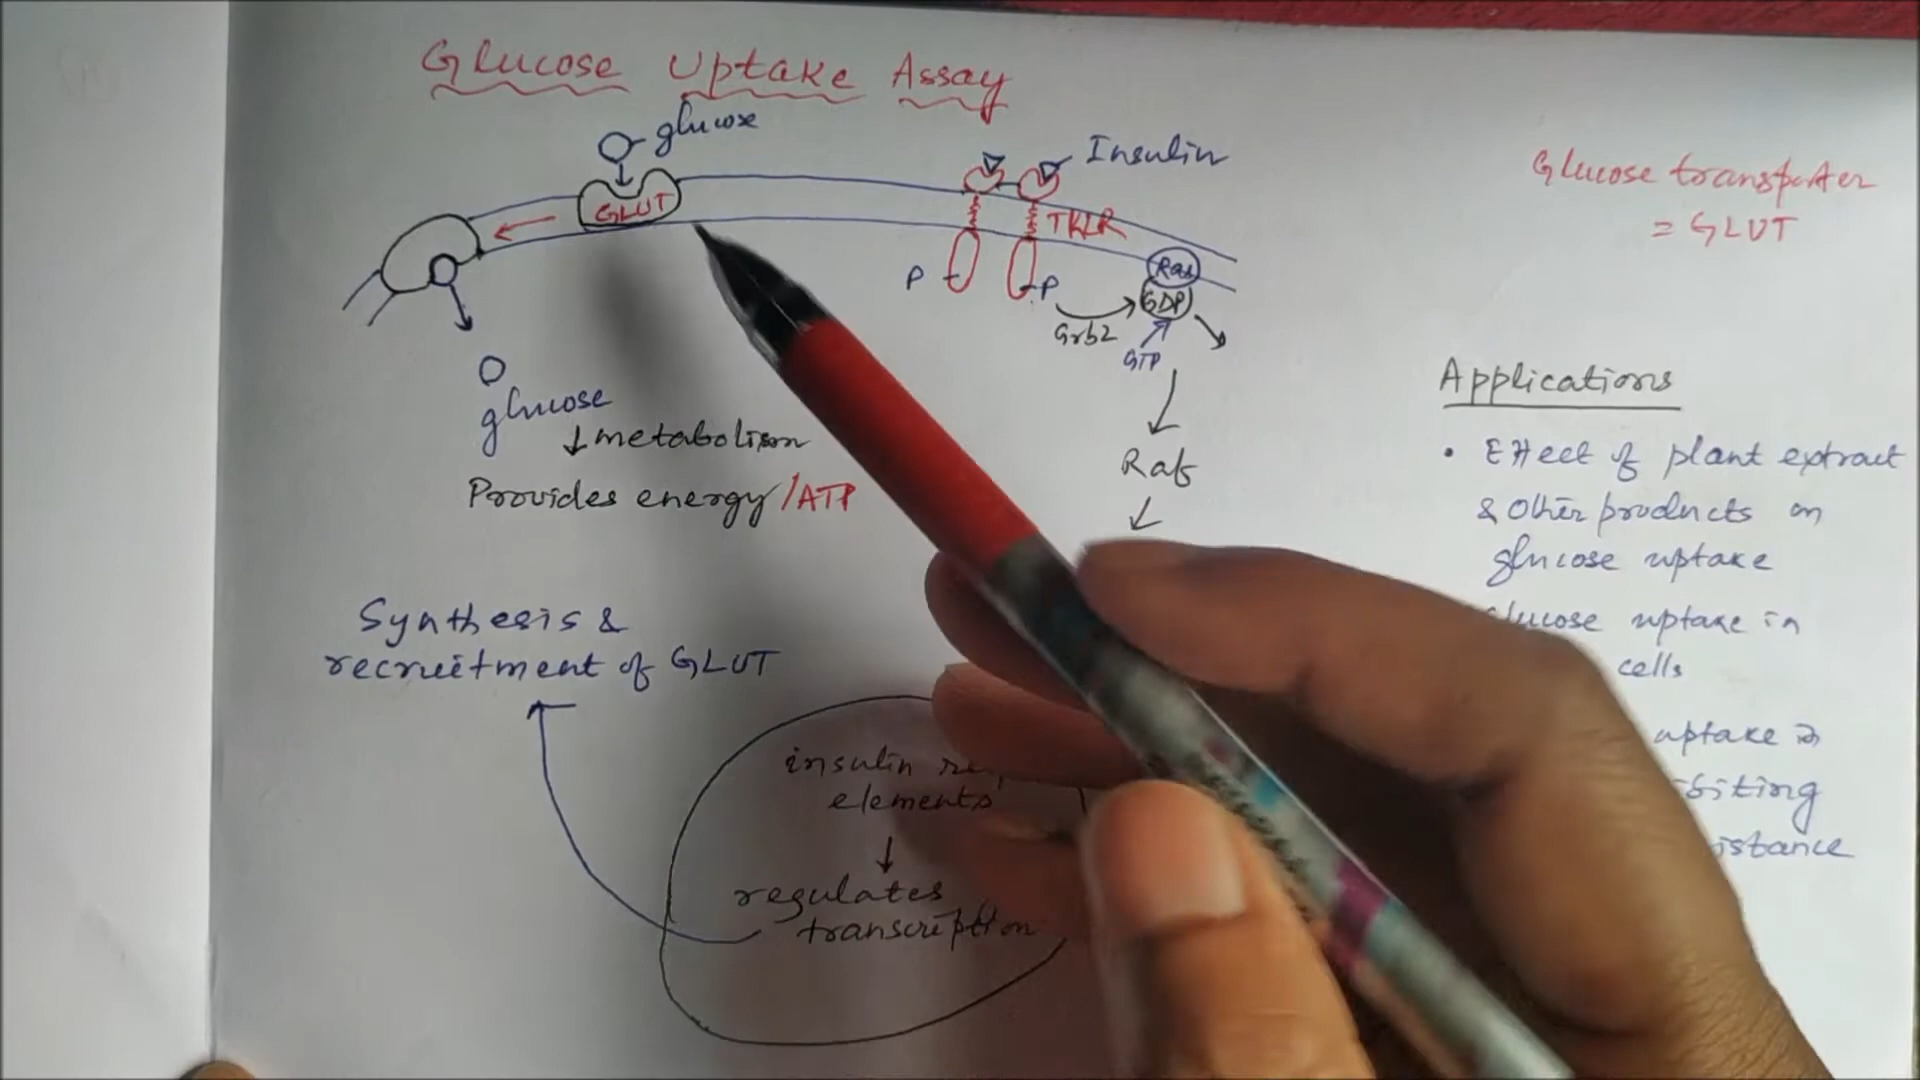 Glucose Uptake Assay
glucose
Insulin
GLUT
TKLR
P
P
Ras
GDP
Grb2
GTP
Glucose transporter
= GLUT
glucose
metabolism
Provides energy/ATP
Raf
Synthesis &
recruitment of GLUT
insulin
elements
regulates
transcription
Applications
• Effect of plant extract
& Other products on
glucose uptake
uptake in
cells
uptake in